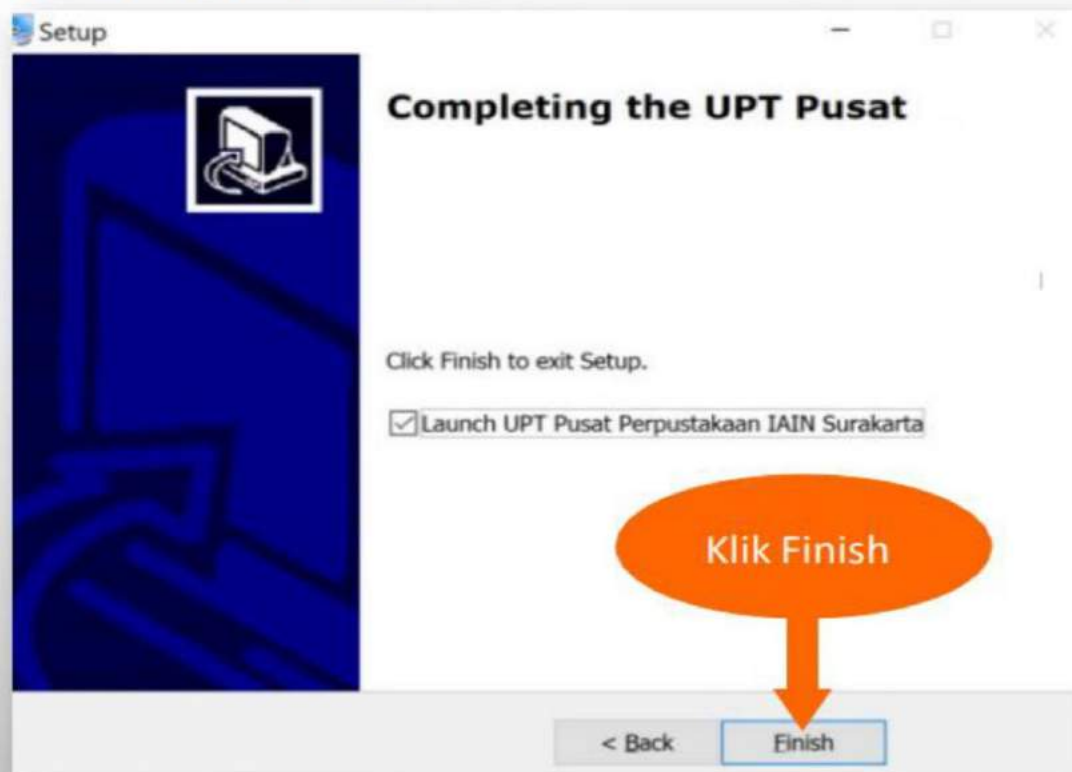 Setup
Completing the UPT Pusat
Click Finish to exit Setup.
Launch UPT Pusat Perpustakaan IAIN Surakarta
Klik Finish
< Back
Finish